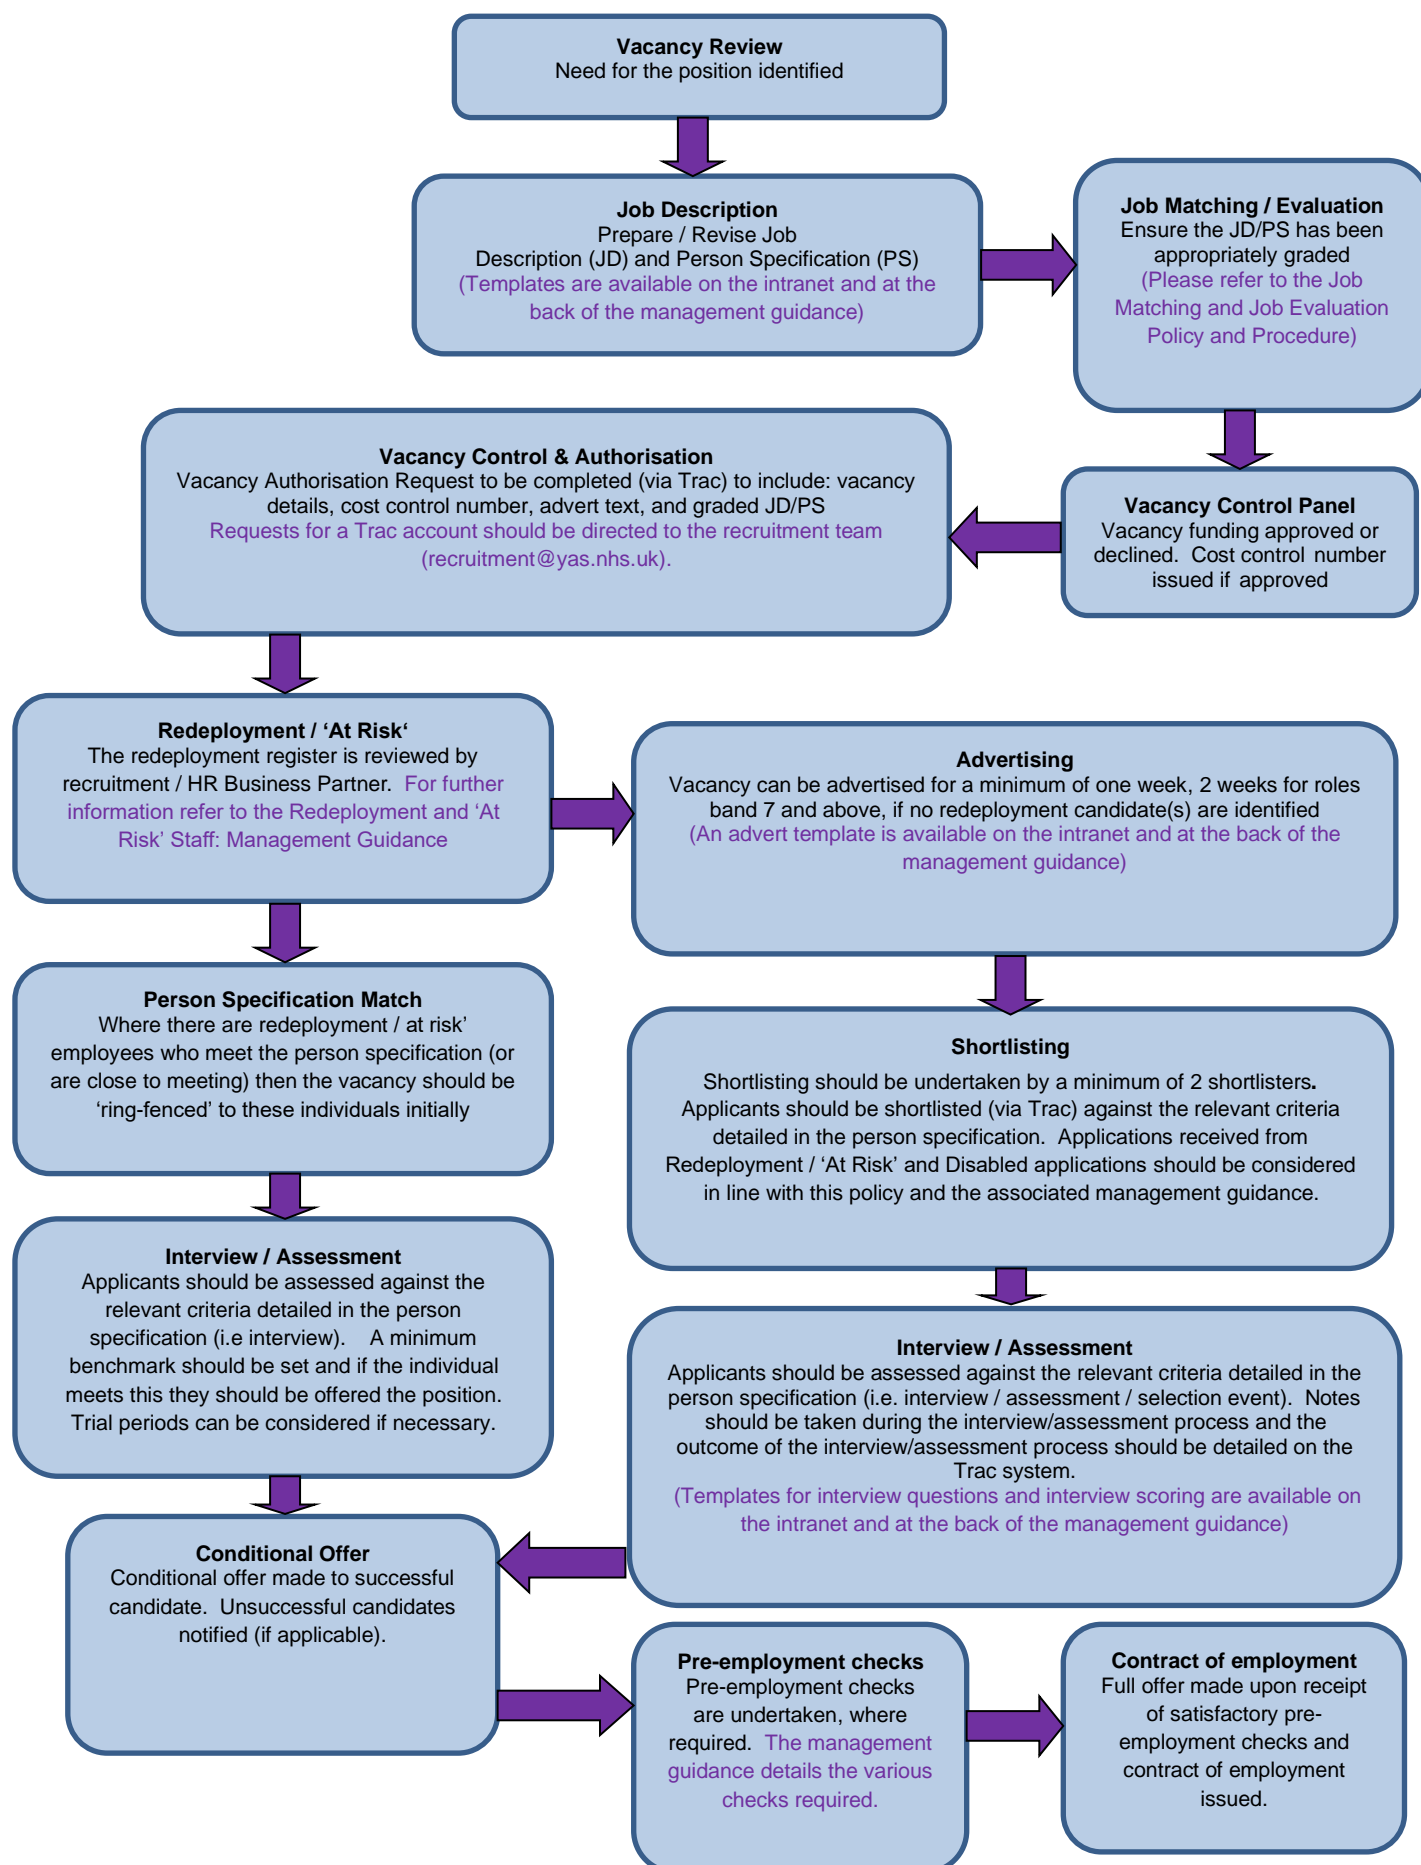 Vacancy Review
Need for the position identified
Job Description
Prepare / Revise Job
Description (JD) and Person Specification (PS)
(Templates are available on the intranet and at the
back of the management guidance)
Job Matching / Evaluation
Ensure the JD/PS has been
appropriately graded
(Please refer to the Job
Matching and Job Evaluation
Policy and Procedure)
Vacancy Control Panel
Vacancy funding approved or
declined.  Cost control number
issued if approved
Vacancy Control & Authorisation
Vacancy Authorisation Request to be completed (via Trac) to include: vacancy
details, cost control number, advert text, and graded JD/PS
Requests for a Trac account should be directed to the recruitment team
(recruitment@yas.nhs.uk).
Redeployment / ‘At Risk‘
The redeployment register is reviewed by
recruitment / HR Business Partner.  For further
information refer to the Redeployment and ‘At
Risk’ Staff: Management Guidance
Advertising
Vacancy can be advertised for a minimum of one week, 2 weeks for roles
band 7 and above, if no redeployment candidate(s) are identified
(An advert template is available on the intranet and at the back of the
management guidance)
Person Specification Match
Where there are redeployment / at risk’
employees who meet the person specification (or
are close to meeting) then the vacancy should be
‘ring-fenced’ to these individuals initially
Shortlisting
Shortlisting should be undertaken by a minimum of 2 shortlisters.
Applicants should be shortlisted (via Trac) against the relevant criteria
detailed in the person specification.  Applications received from
Redeployment / ‘At Risk’ and Disabled applications should be considered
in line with this policy and the associated management guidance.
Interview / Assessment
Applicants should be assessed against the
relevant criteria detailed in the person
specification (i.e interview).    A minimum
benchmark should be set and if the individual
meets this they should be offered the position.
Trial periods can be considered if necessary.
Interview / Assessment
Applicants should be assessed against the relevant criteria detailed in the
person specification (i.e. interview / assessment / selection event).  Notes
should be taken during the interview/assessment process and the
outcome of the interview/assessment process should be detailed on the
Trac system.
(Templates for interview questions and interview scoring are available on
the intranet and at the back of the management guidance)
Conditional Offer
Conditional offer made to successful
candidate.  Unsuccessful candidates
notified (if applicable).
Pre-employment checks
Pre-employment checks
are undertaken, where
required.  The management
guidance details the various
checks required.
Contract of employment
Full offer made upon receipt
of satisfactory pre-
employment checks and
contract of employment
issued.